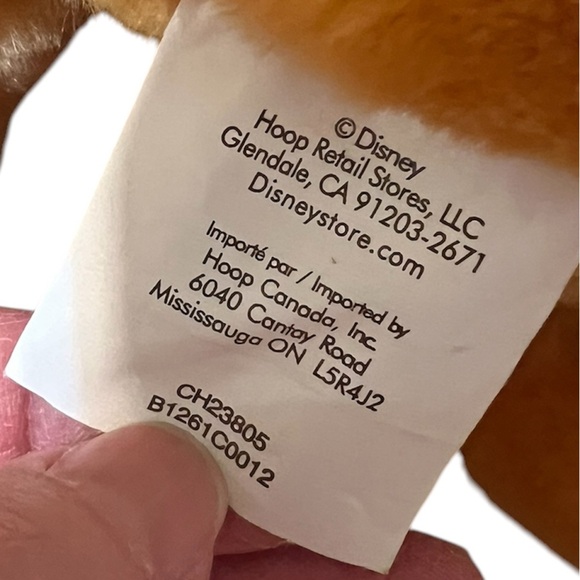 ©Disney
Hoop Retail Stores, LLC
Glendale, CA 91203-2671
Disneystore.com
Importé par / Imported by
Hoop Canada, Inc.
6040 Cantay Road
Mississauga ON L5R4J2
CH23805
B1261C0012